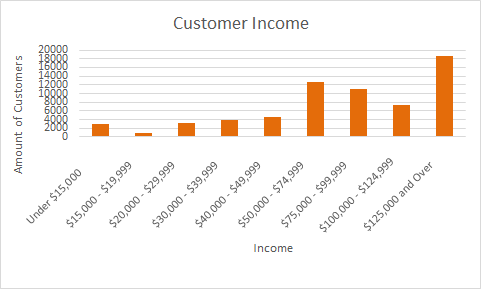 Customer Income
Amount of Customers
20000
18000
16000
14000
12000
10000
8000
6000
4000
2000
0
Under $15,000
$15,000 - $19,999
$20,000 - $29,999
$30,000 - $39,999
$40,000 - $49,999
$50,000 - $74,999
$75,000 - $99,999
$100,000 - $124,999
$125,000 and Over
Income